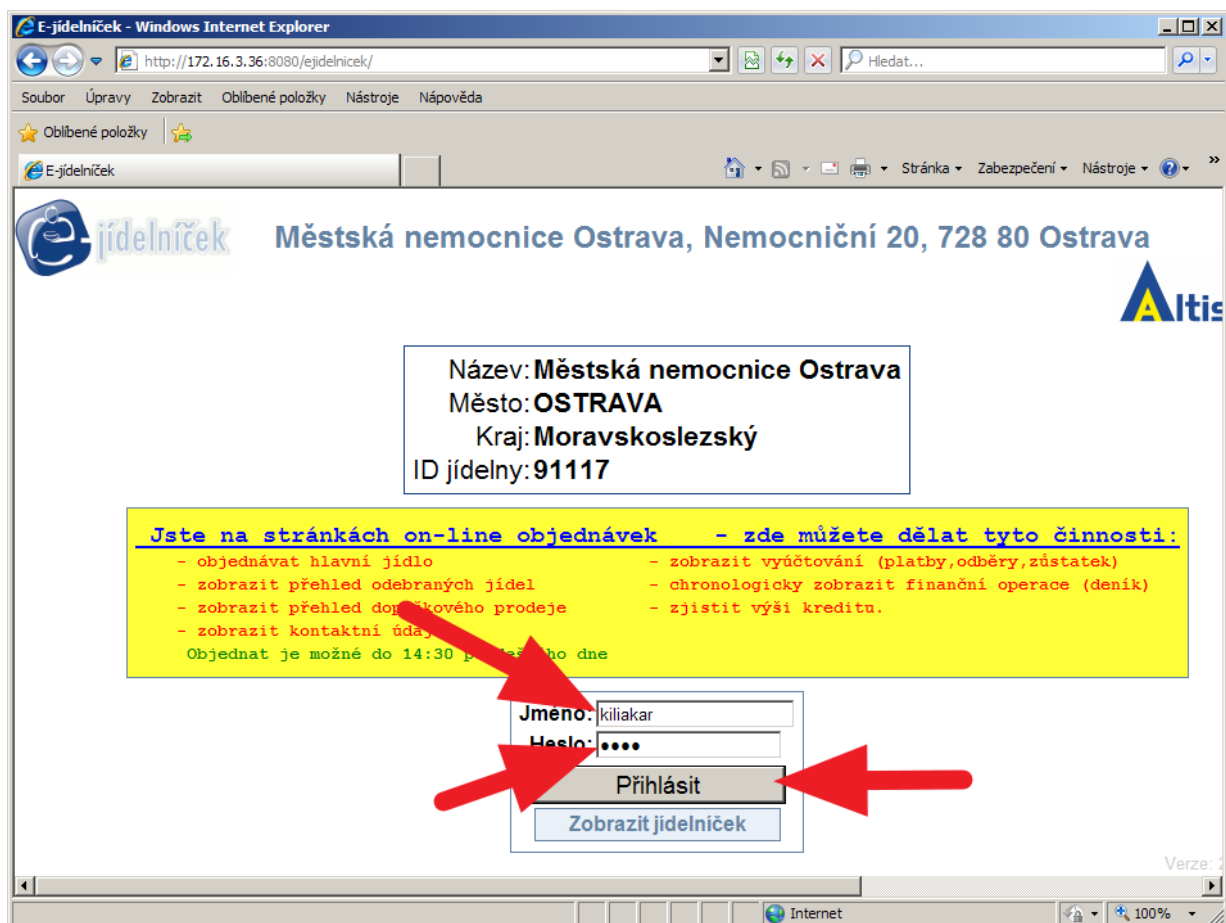 E-jídelníček - Windows Internet Explorer
http://172.16.3.36:8080/ejidelnicek/
Hledat...
Soubor Úpravy Zobrazit Oblíbené položky Nástroje Nápověda
Oblíbené položky
E-jídelníček
Stránka Zabezpečení Nástroje
e jídelníček
Městská nemocnice Ostrava, Nemocniční 20, 728 80 Ostrava
Název: Městská nemocnice Ostrava
Město: OSTRAVA
Kraj: Moravskoslezský
ID jídelny: 91117
Jste na stránkách on-line objednávek - zde můžete dělat tyto činnosti:
- objednávat hlavní jídlo - zobrazit vyúčtování (platby,odběry,zůstatek)
- zobrazit přehled odebraných jídel - chronologicky zobrazit finanční operace (deník)
- zobrazit přehled doplňkového prodeje - zjistit výši kreditu.
- zobrazit kontaktní
Objednat je možné do 14:30 dne
Jméno: kiliakar
Heslo: ●●●●
Přihlásit
Zobrazit jídelníček
Verze:
Internet
100%